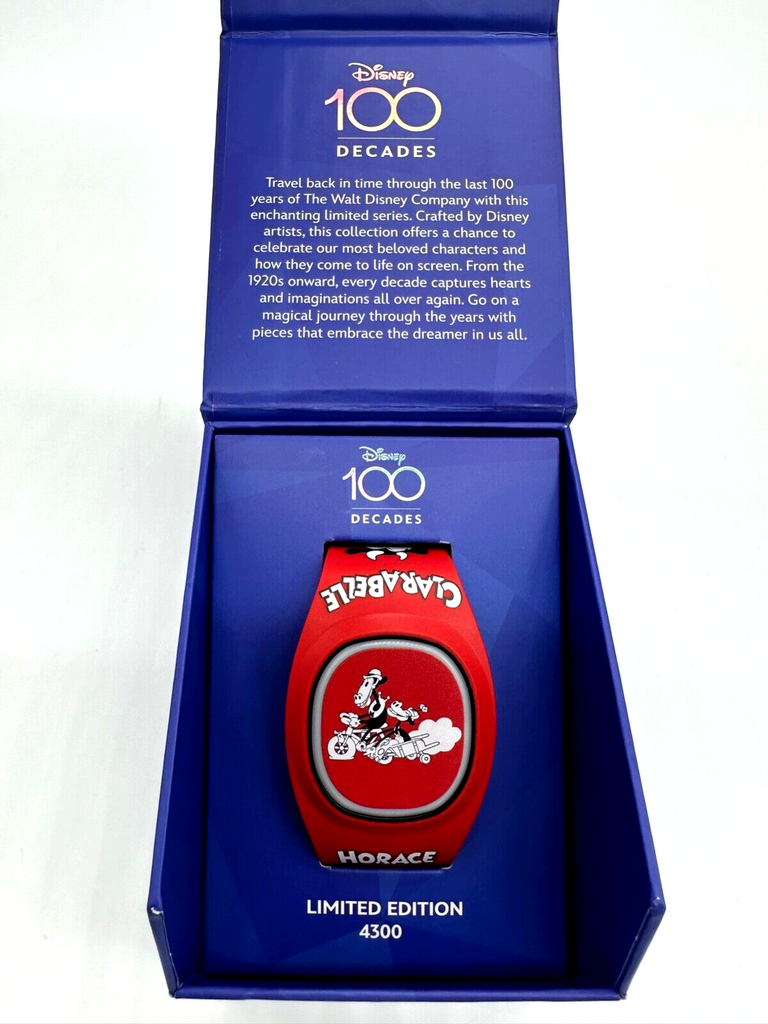 Disney
100
DECADES
Travel back in time through the last 100
years of The Walt Disney Company with this
enchanting limited series. Crafted by Disney
artists, this collection offers a chance to
celebrate our most beloved characters and
how they come to life on screen. From the
1920s onward, every decade captures hearts
and imaginations all over again. Go on a
magical journey through the years with
pieces that embrace the dreamer in us all.
Disney
100
DECADES
CLARABELLE
HORACE
LIMITED EDITION
4300